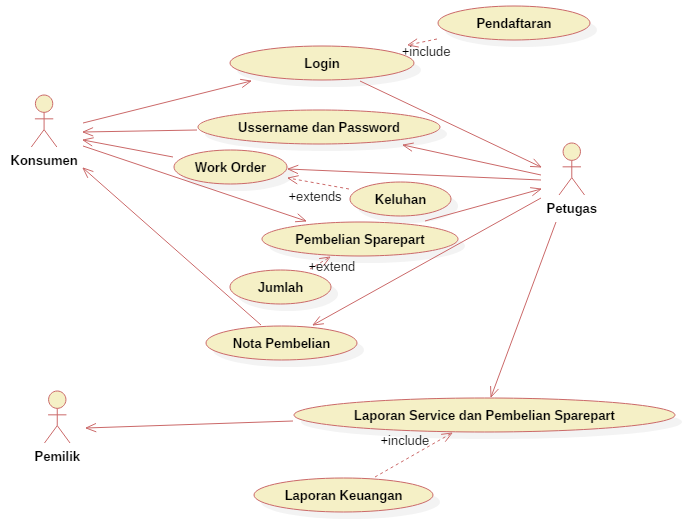 Pendaftaran
+include
Login
Ussername dan Password
Konsumen
Work Order
+extends
Keluhan
Petugas
Pembelian Sparepart
+extend
Jumlah
Nota Pembelian
Laporan Service dan Pembelian Sparepart
+include
Pemilik
Laporan Keuangan